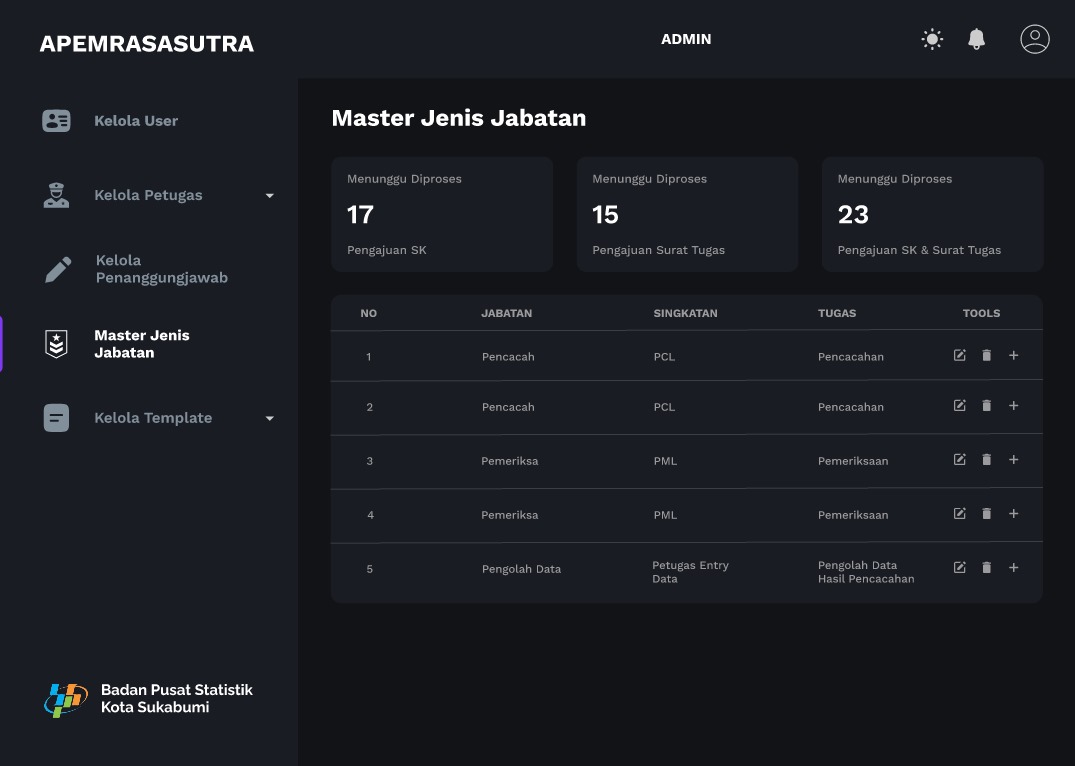 APEMRASASUTRA
ADMIN
Kelola User
Kelola Petugas
Kelola
Penanggungjawab
Master Jenis
Jabatan
Kelola Template
Badan Pusat Statistik
Kota Sukabumi
Master Jenis Jabatan
Menunggu Diproses
17
Pengajuan SK
Menunggu Diproses
15
Pengajuan Surat Tugas
Menunggu Diproses
23
Pengajuan SK & Surat Tugas
NO JABATAN SINGKATAN TUGAS TOOLS
1 Pencacah PCL Pencacahan
2 Pencacah PCL Pencacahan
3 Pemeriksa PML Pemeriksaan
4 Pemeriksa PML Pemeriksaan
5 Pengolah Data Petugas Entry Data Pengolah Data Hasil Pencacahan